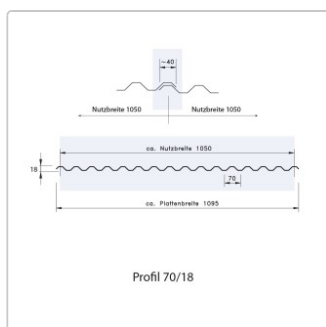 ~40
Nutzbreite 1050 Nutzbreite 1050
ca. Nutzbreite 1050
18
70
ca. Plattenbreite 1095
Profil 70/18